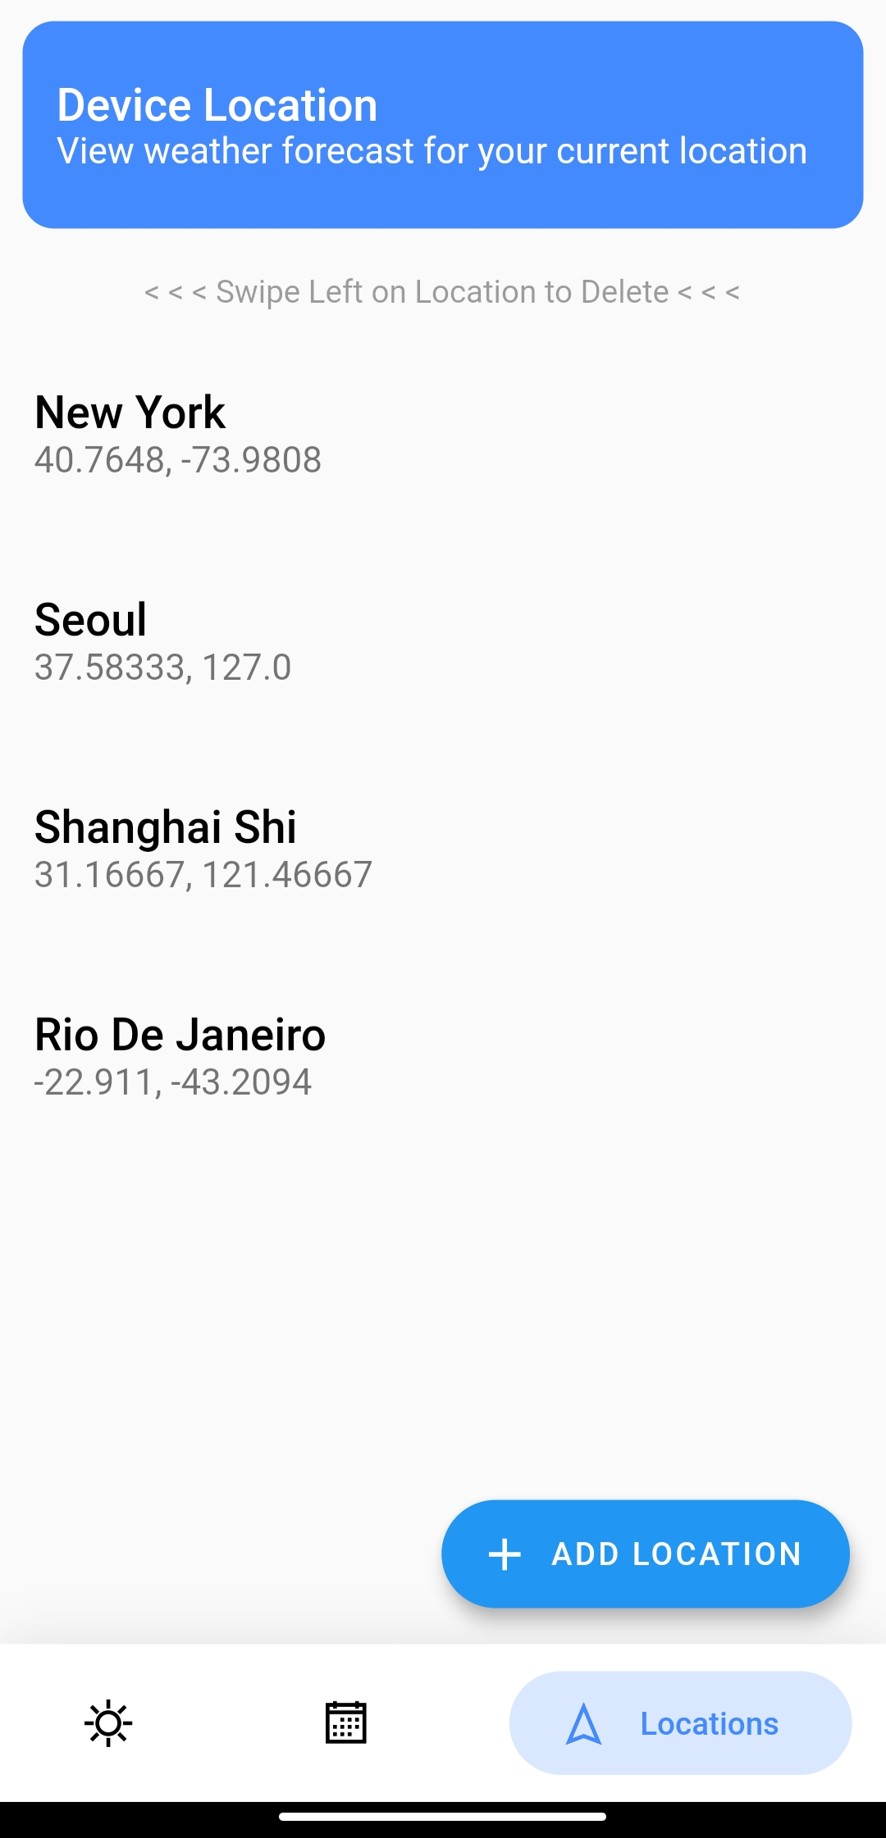 Device Location
View weather forecast for your current location
< < < Swipe Left on Location to Delete < < <
New York
40.7648, -73.9808
Seoul
37.58333, 127.0
Shanghai Shi
31.16667, 121.46667
Rio De Janeiro
-22.911, -43.2094
+ ADD LOCATION
Locations